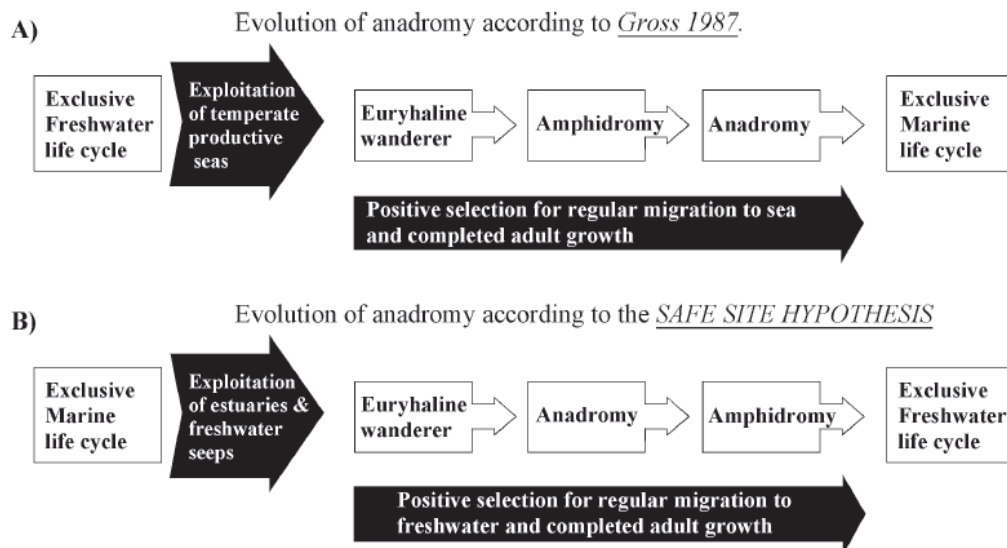 A)
Evolution of anadromy according to Gross 1987.
Exclusive
Freshwater
life cycle
Exploitation
of temperate
productive
seas
Euryhaline
wanderer
Amphidromy
Anadromy
Exclusive
Marine
life cycle
Positive selection for regular migration to sea
and completed adult growth
B)
Evolution of anadromy according to the SAFE SITE HYPOTHESIS
Exclusive
Marine
life cycle
Exploitation
of estuaries &
freshwater
seeps
Euryhaline
wanderer
Anadromy
Amphidromy
Exclusive
Freshwater
life cycle
Positive selection for regular migration to
freshwater and completed adult growth